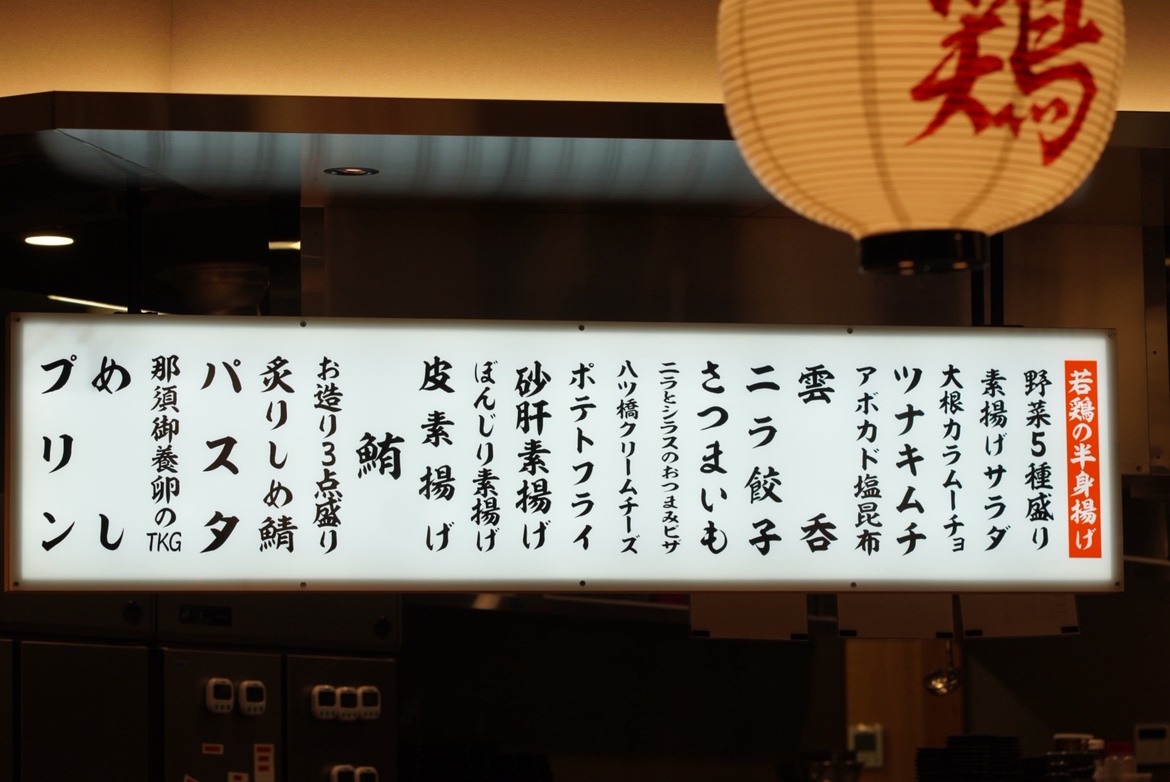 鶏
若鶏の半身揚げ
野菜5種盛り
素揚げサラダ
大根カラムーチョ
ツナキムチ
アボカド塩昆布
雲呑
ニラ餃子
さつまいも
ニラとシラスのおつまみピザ
八ツ橋クリームチーズ
ポテトフライ
砂肝素揚げ
ぼんじり素揚げ
皮素揚げ
鮪
お造り3点盛り
炙りしめ鯖
パスタ
那須御養卵のTKG
めし
プリン